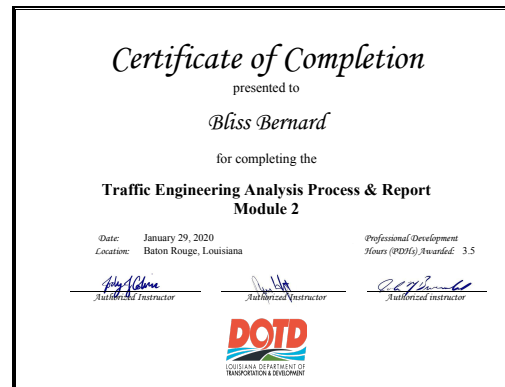 Certificate of Completion
presented to
Bliss Bernard
for completing the
Traffic Engineering Analysis Process & Report
Module 2
Date: January 29, 2020
Location: Baton Rouge, Louisiana
Professional Development
Hours (PDHs) Awarded: 3.5
Authorized Instructor
Authorized Instructor
Authorized instructor
DOTD
LOUISIANA DEPARTMENT OF
TRANSPORTATION & DEVELOPMENT